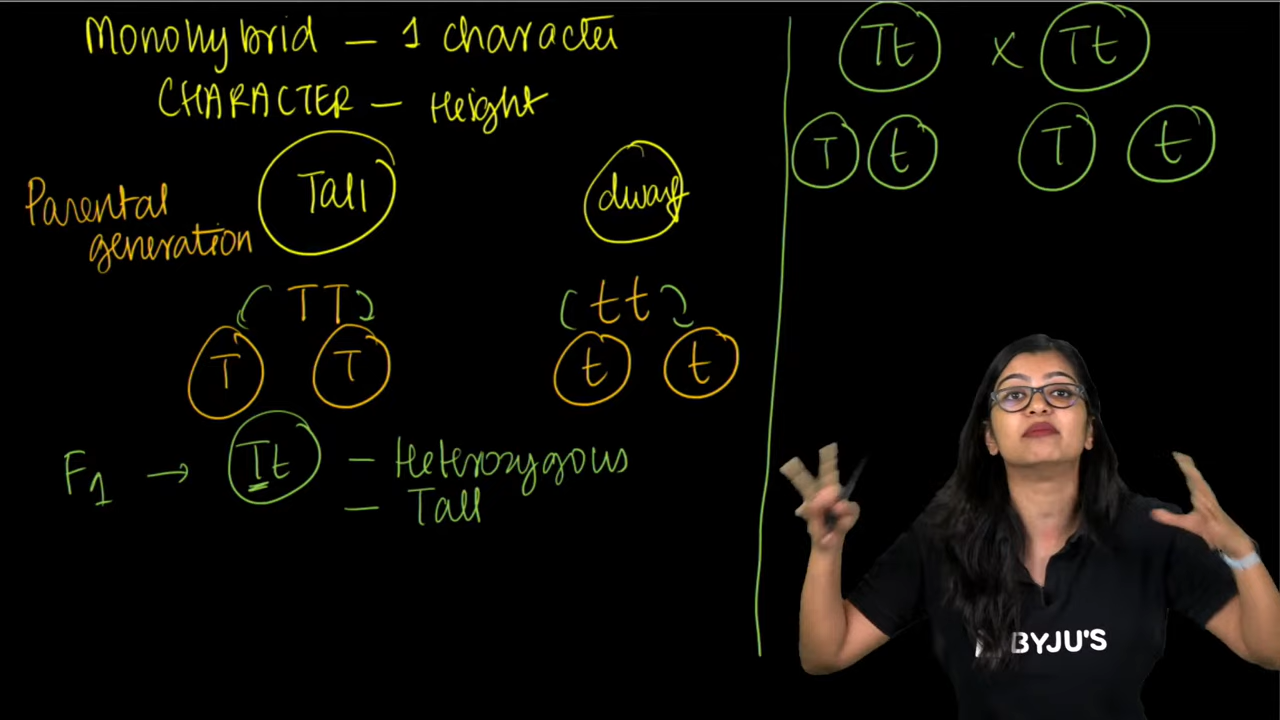 Monohybrid – 1 character
CHARACTER – Height
Tall dwarf
Parental
generation
TT tt
T T t t
F1 → Tt – Heterozygous
– Tall
Tt x Tt
T t T t
BYJU'S